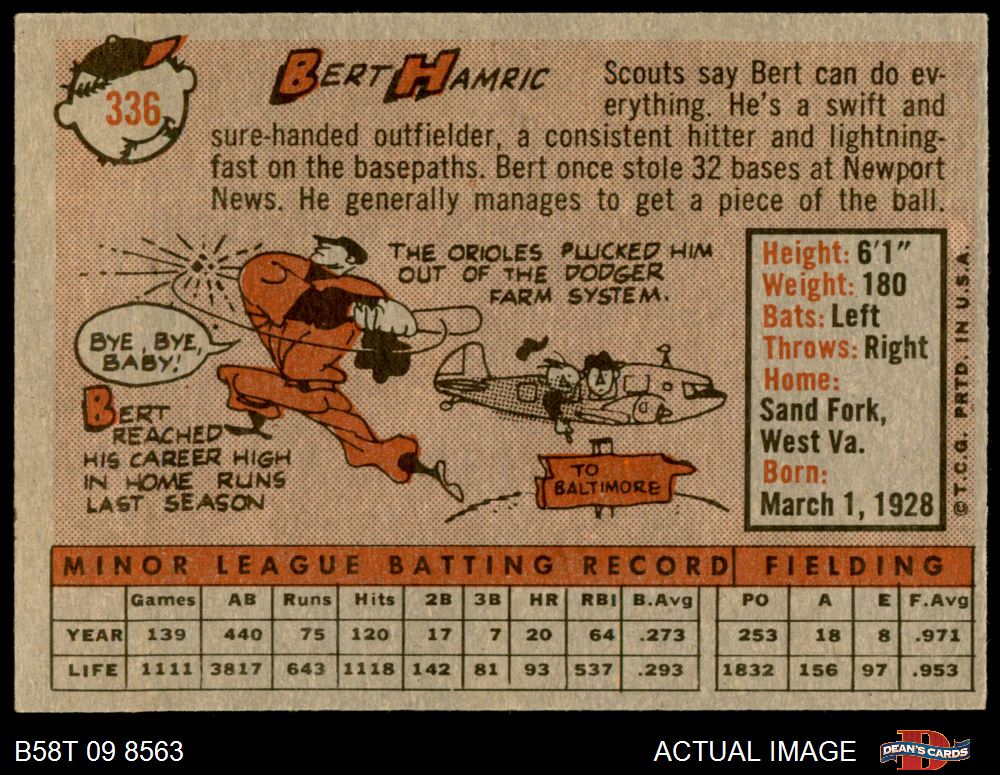 336
BERT HAMRIC
Scouts say Bert can do ev-
erything. He's a swift and
sure-handed outfielder, a consistent hitter and lightning-
fast on the basepaths. Bert once stole 32 bases at Newport
News. He generally manages to get a piece of the ball.
THE ORIOLES PLUCKED HIM
OUT OF THE DODGER
FARM SYSTEM.
BYE, BYE,
BABY!
BERT
REACHED
HIS CAREER HIGH
IN HOME RUNS
LAST SEASON
TO
BALTIMORE
Height: 6'1"
Weight: 180
Bats: Left
Throws: Right
Home:
Sand Fork,
West Va.
Born:
March 1, 1928
©T.C.G. PRTD. IN U.S.A.
MINOR LEAGUE BATTING RECORD FIELDING
Games AB Runs Hits 2B 3B HR RBI B.Avg PO A E F.Avg
YEAR 139 440 75 120 17 7 20 64 .273 253 18 8 .971
LIFE 1111 3817 643 1118 142 81 93 537 .293 1832 156 97 .953
B58T 09 8563 ACTUAL IMAGE DEAN'S CARDS